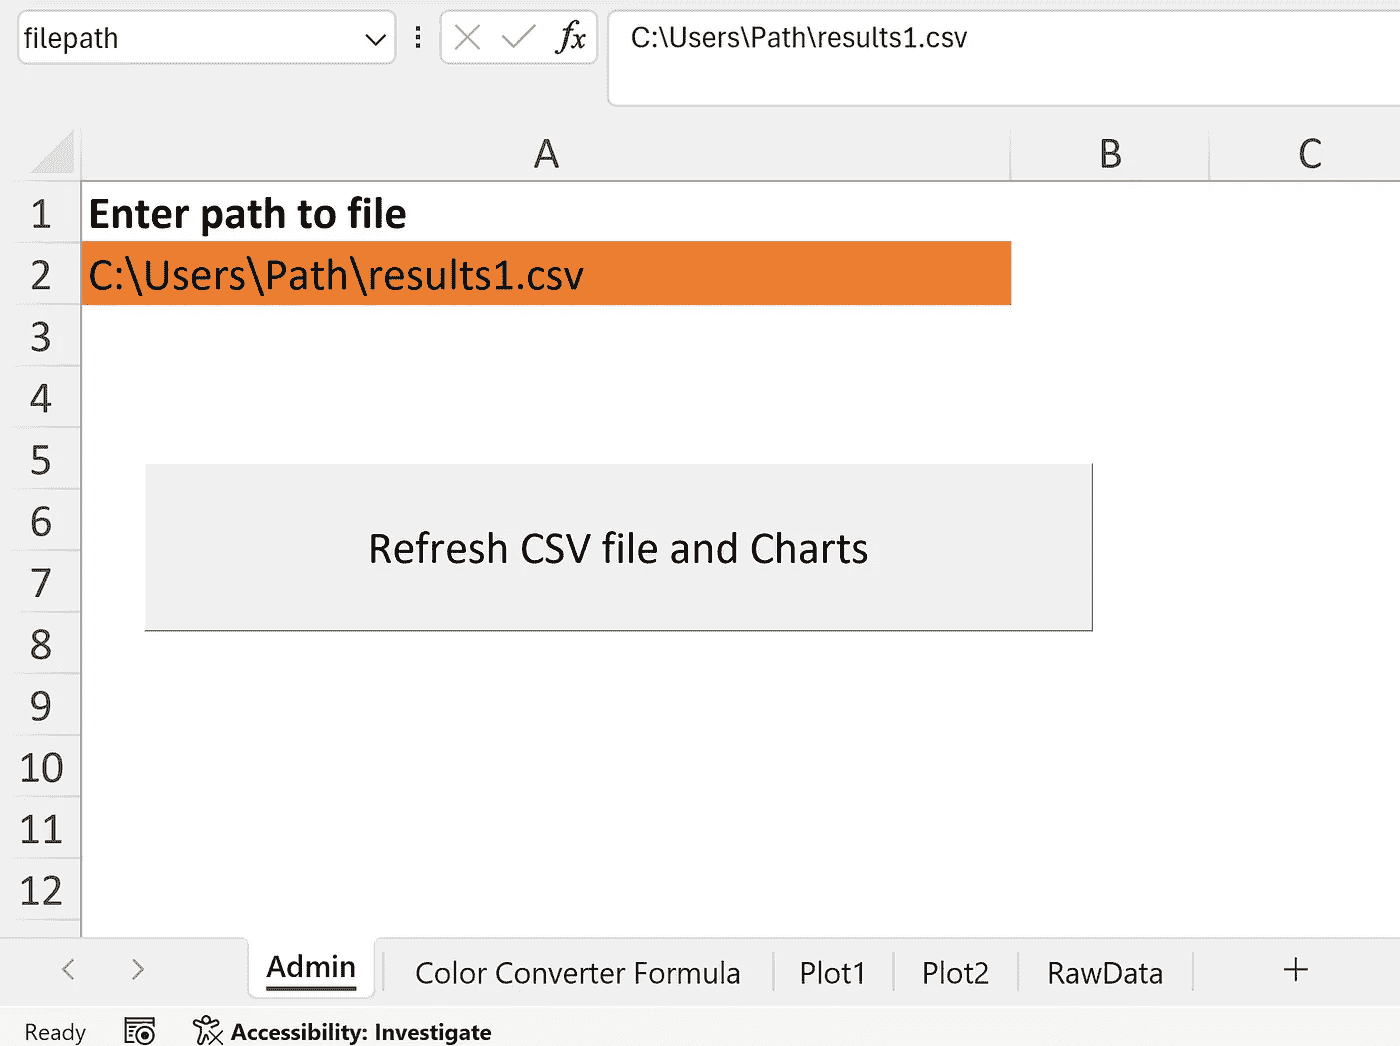 filepath
fx
C:\Users\Path\results1.csv
A B C
1 Enter path to file
2 C:\Users\Path\results1.csv
3
4
5
6
Refresh CSV file and Charts
7
8
9
10
11
12
Admin Color Converter Formula Plot1 Plot2 RawData
Ready Accessibility: Investigate